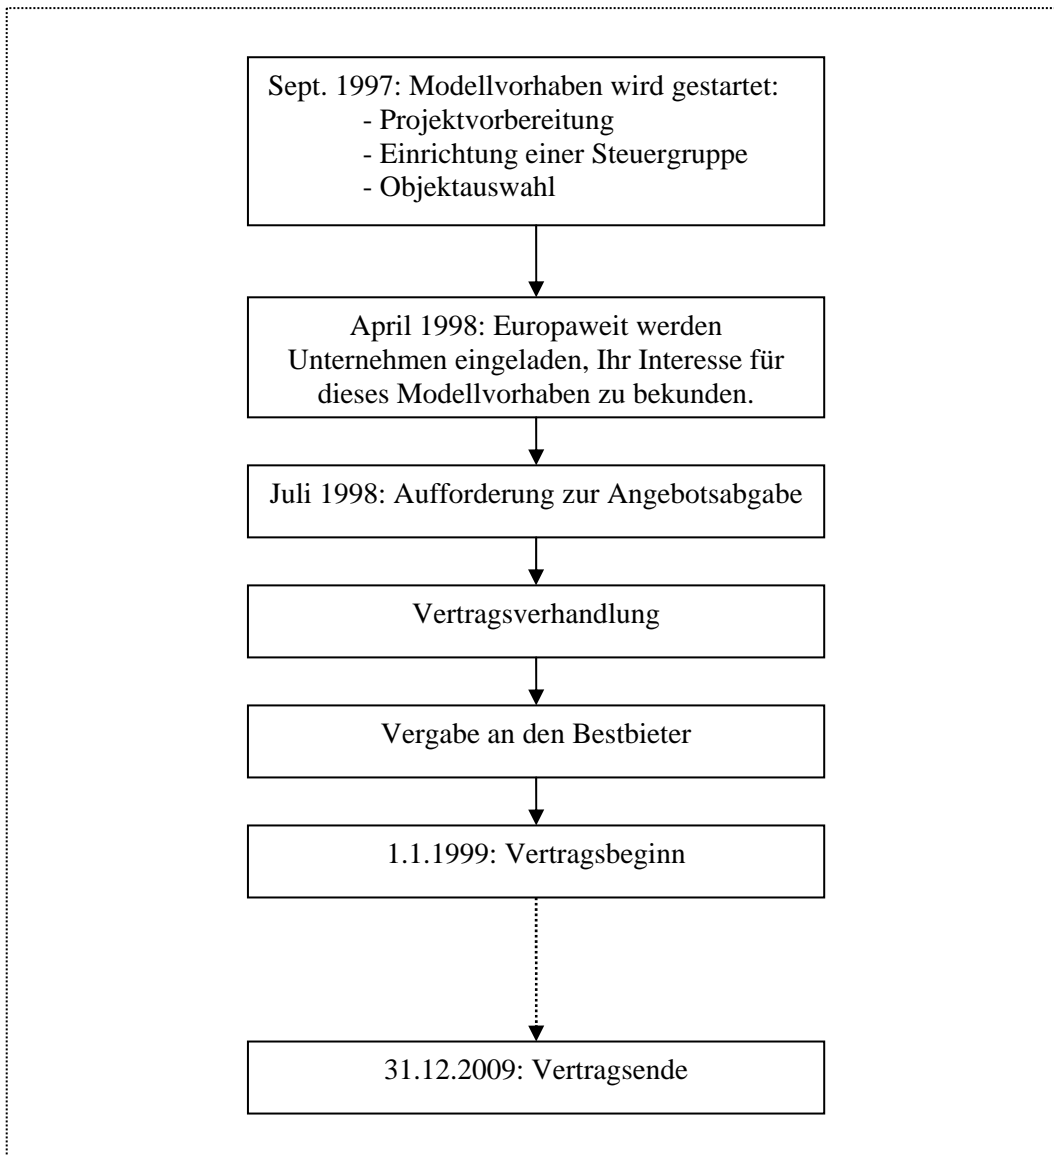 Sept. 1997: Modellvorhaben wird gestartet:
- Projektvorbereitung
- Einrichtung einer Steuergruppe
- Objektauswahl
April 1998: Europaweit werden
Unternehmen eingeladen, Ihr Interesse für
dieses Modellvorhaben zu bekunden.
Juli 1998: Aufforderung zur Angebotsabgabe
Vertragsverhandlung
Vergabe an den Bestbieter
1.1.1999: Vertragsbeginn
31.12.2009: Vertragsende